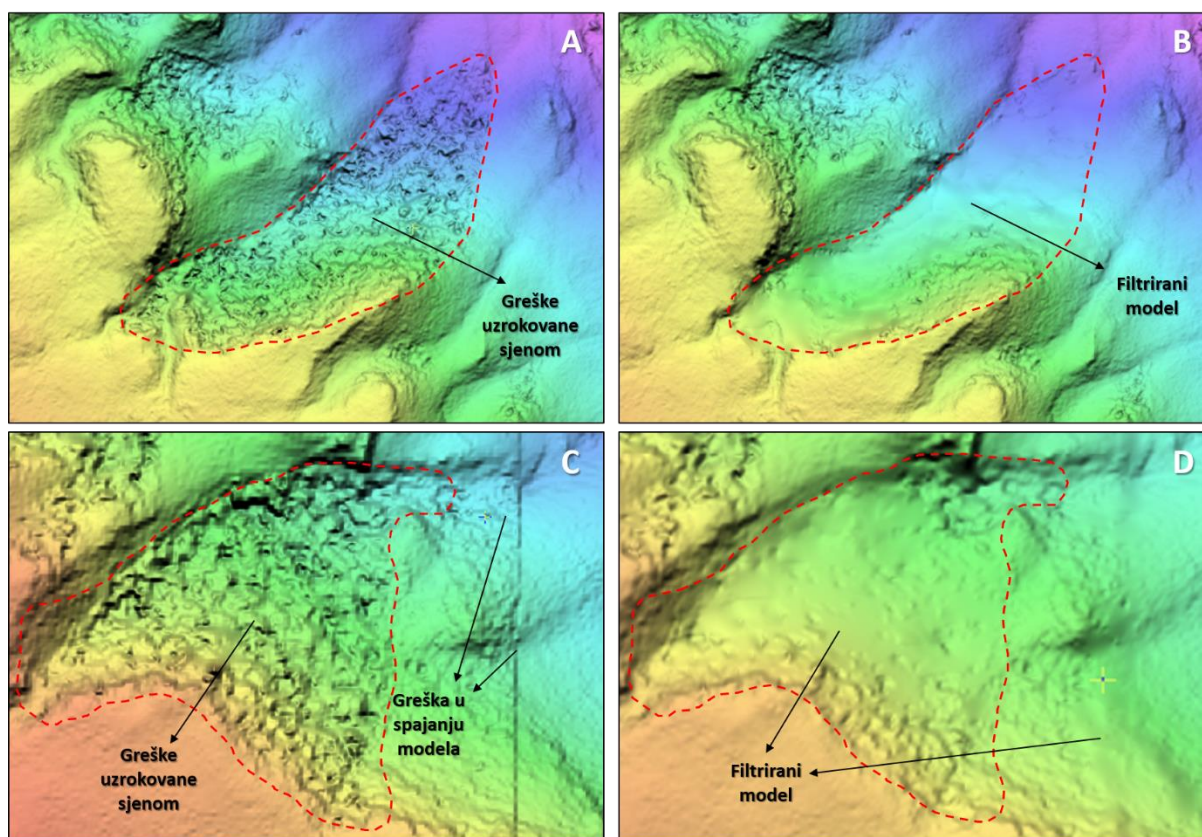 A
Greške
uzrokovane
sjenom
B
Filtrirani
model
C
Greške
uzrokovane
sjenom
Greška u
spajanju
modela
D
Filtrirani
model